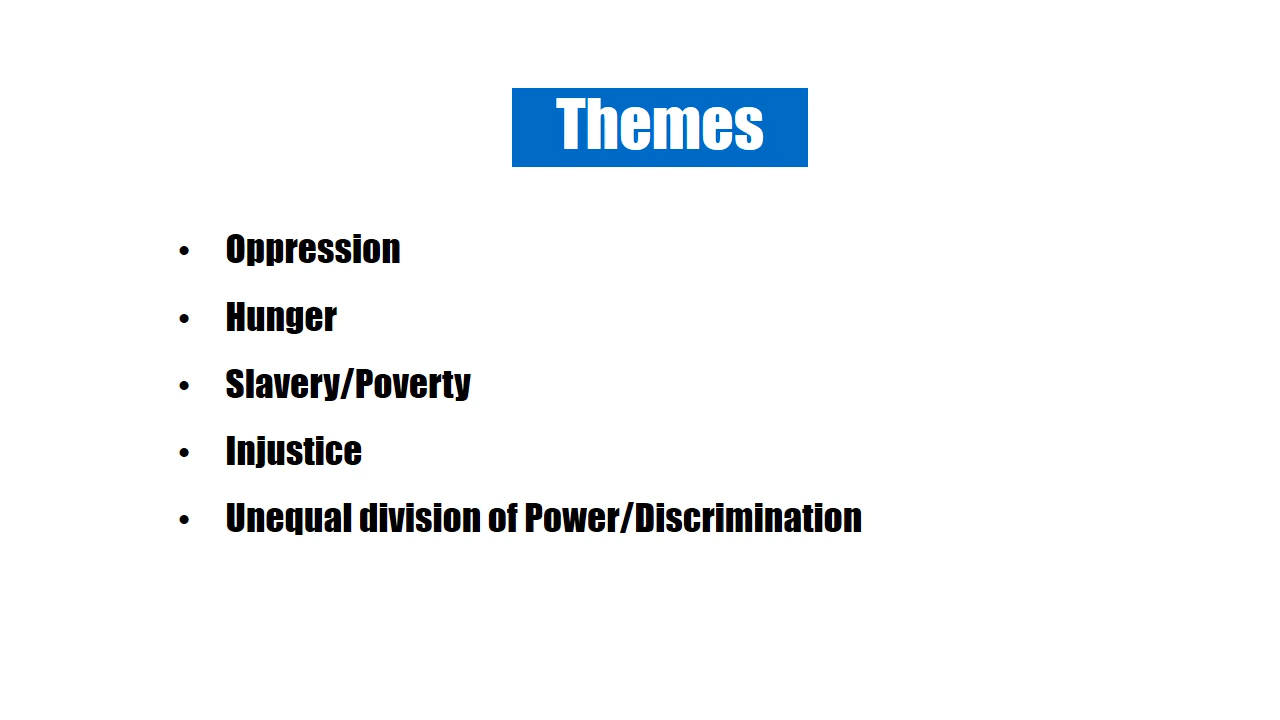 Themes
• Oppression
• Hunger
• Slavery/Poverty
• Injustice
• Unequal division of Power/Discrimination